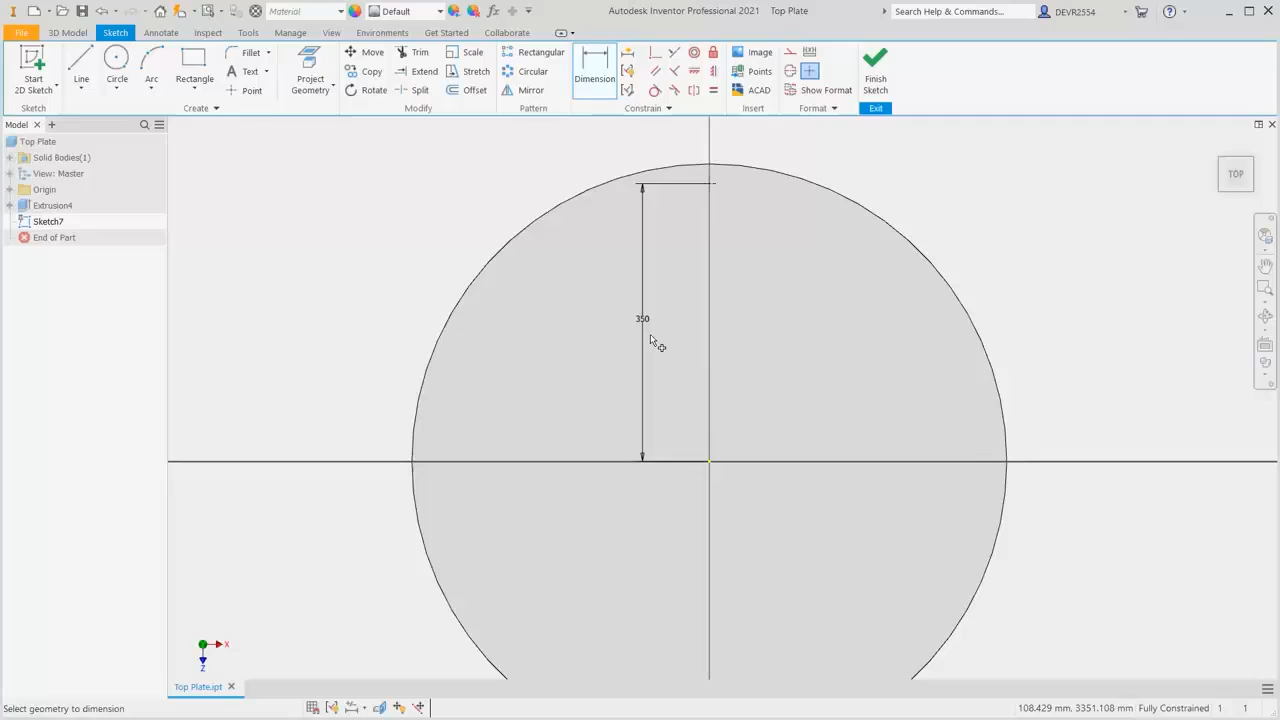 Material
Default
Autodesk Inventor Professional 2021 Top Plate
Search Help & Commands...
DEVR2554
File
3D Model
Sketch
Annotate
Inspect
Tools
Manage
View
Environments
Get Started
Collaborate
Start
2D Sketch
Line
Circle
Arc
Rectangle
Fillet
Text
Point
Project
Geometry
Move
Copy
Rotate
Trim
Extend
Split
Scale
Stretch
Offset
Rectangular
Circular
Mirror
Dimension
Image
Points
ACAD
Show Format
Finish
Sketch
Sketch
Create
Modify
Pattern
Constrain
Insert
Format
Exit
Model
Top Plate
Solid Bodies(1)
View: Master
Origin
Extrusion4
Sketch7
End of Part
TOP
350
X
Z
Top Plate.ipt
Select geometry to dimension
108.429 mm, 3351.108 mm
Fully Constrained
1
1